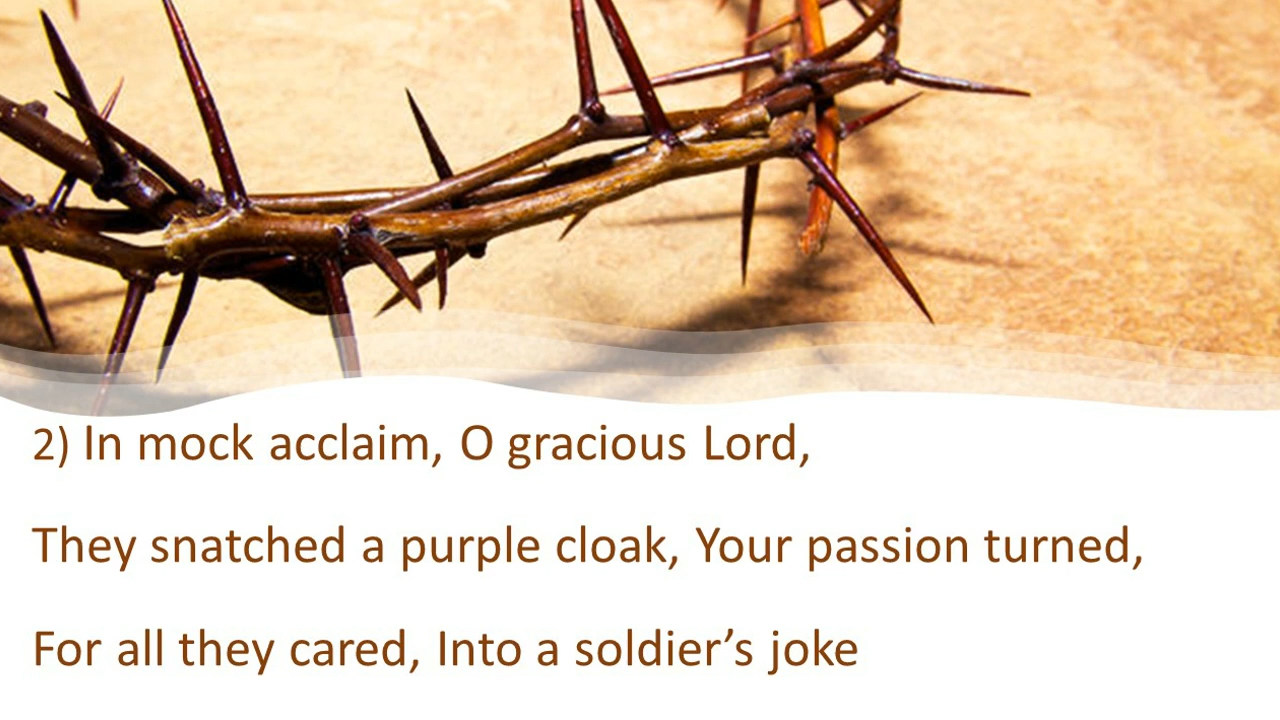 2) In mock acclaim, O gracious Lord,
They snatched a purple cloak, Your passion turned,
For all they cared, Into a soldier’s joke